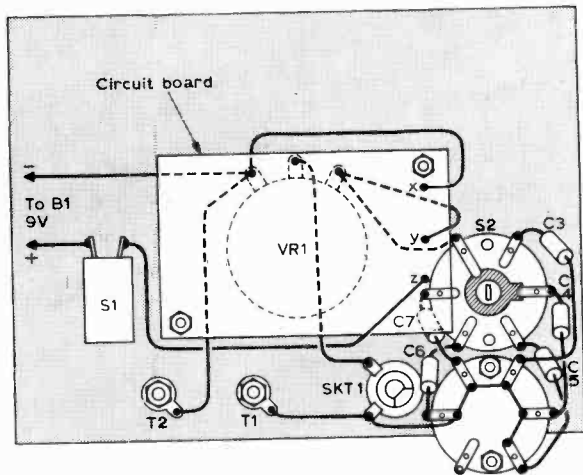 Circuit board
−
To B1
9V
+
S1
VR1
x
y
z
S2
C3
C4
C7
C6
C5
SKT1
T2
T1